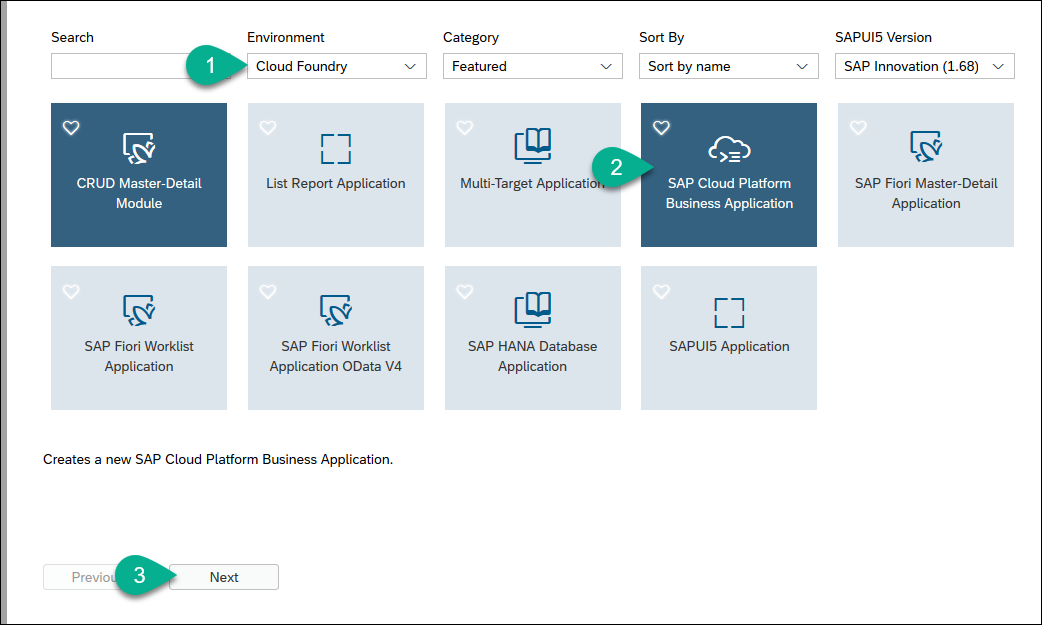 Search
Environment
Category
Sort By
SAPUI5 Version
1
Cloud Foundry
Featured
Sort by name
SAP Innovation (1.68)
CRUD Master-Detail
Module
List Report Application
Multi-Target Application
2
SAP Cloud Platform
Business Application
SAP Fiori Master-Detail
Application
SAP Fiori Worklist
Application
SAP Fiori Worklist
Application OData V4
SAP HANA Database
Application
SAPUI5 Application
Creates a new SAP Cloud Platform Business Application.
Previou
3
Next